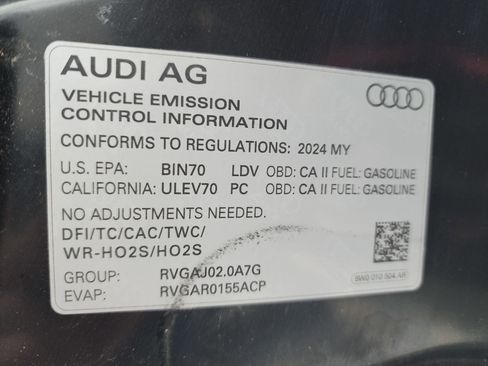 AUDI AG
VEHICLE EMISSION
CONTROL INFORMATION
CONFORMS TO REGULATIONS: 2024 MY
U.S. EPA: BIN70 LDV OBD: CA II FUEL: GASOLINE
CALIFORNIA: ULEV70 PC OBD: CA II FUEL: GASOLINE
NO ADJUSTMENTS NEEDED.
DFI/TC/CAC/TWC/
WR-HO2S/HO2S
GROUP: RVGAJ02.0A7G
EVAP: RVGAR0155ACP